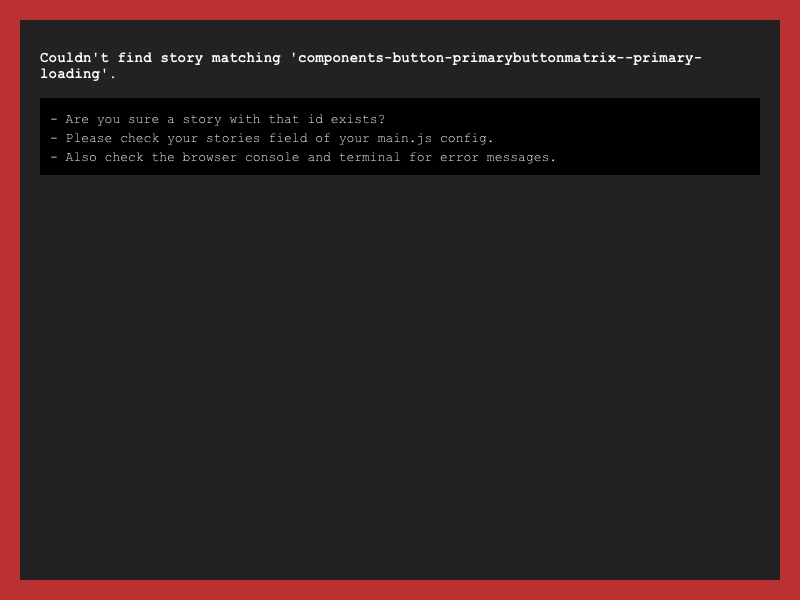 Couldn't find story matching 'components-button-primarybuttonmatrix--primary-
loading'.
- Are you sure a story with that id exists?
- Please check your stories field of your main.js config.
- Also check the browser console and terminal for error messages.